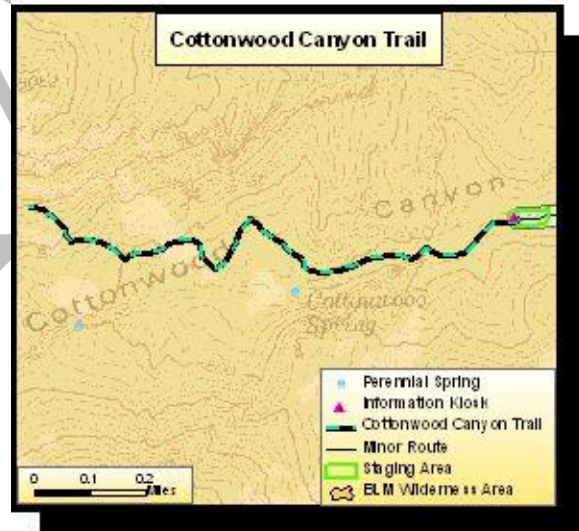 Cottonwood Canyon Trail
Canyon
Cottonwood
Cottonwood
Spring
Perennial Spring
Information Kiosk
Cottonwood Canyon Trail
Minor Route
Staging Area
BLM Wilderness Area
0 0.1 0.2
Miles